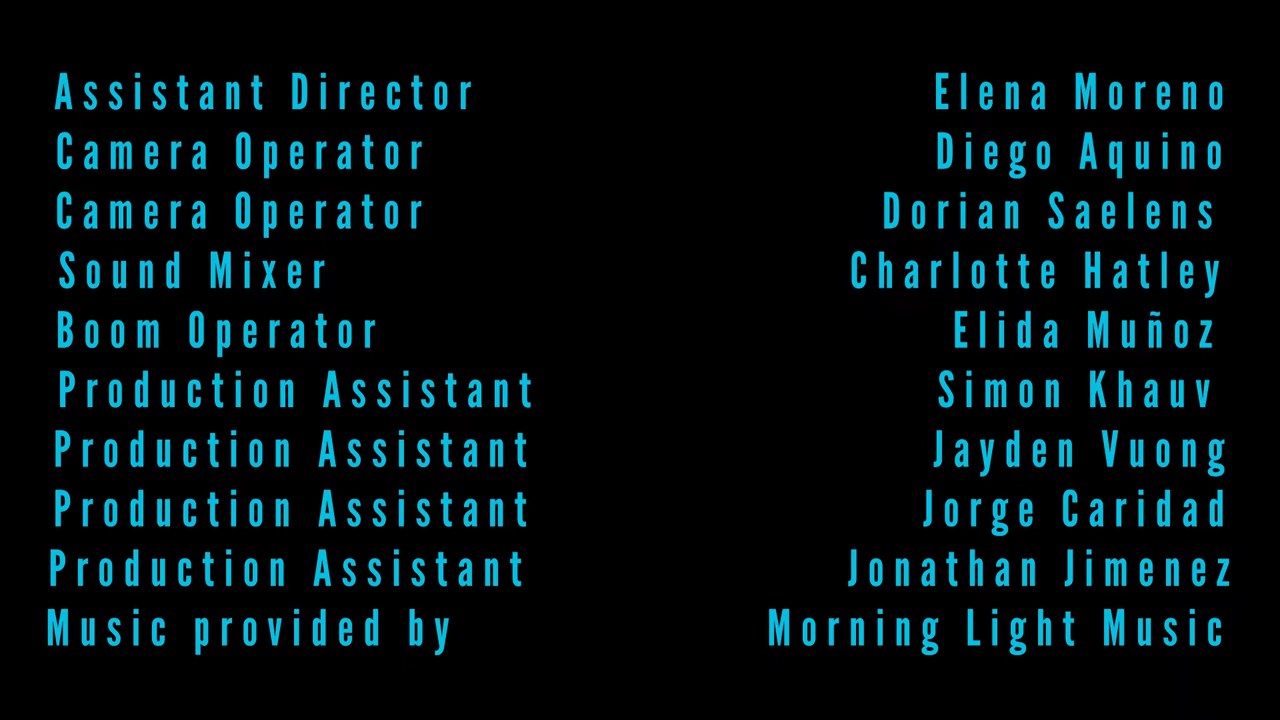 Assistant Director Elena Moreno
Camera Operator Diego Aquino
Camera Operator Dorian Saelens
Sound Mixer Charlotte Hatley
Boom Operator Elida Muñoz
Production Assistant Simon Khauv
Production Assistant Jayden Vuong
Production Assistant Jorge Caridad
Production Assistant Jonathan Jimenez
Music provided by Morning Light Music